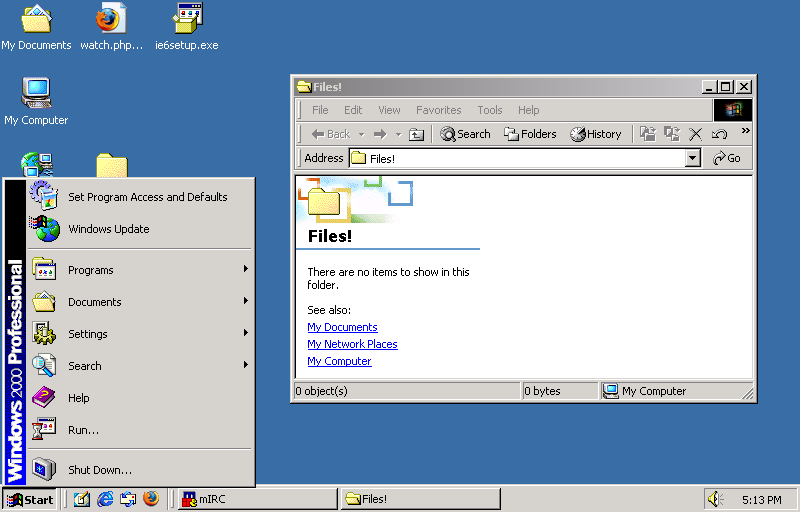 My Documents
watch.php...
ie6setup.exe
My Computer
Files!
File Edit View Favorites Tools Help
Back Search Folders History »
Address Files! Go
Files!
There are no items to show in this
folder.
See also:
My Documents
My Network Places
My Computer
0 object(s) 0 bytes My Computer
Windows 2000 Professional
Set Program Access and Defaults
Windows Update
Programs
Documents
Settings
Search
Help
Run...
Shut Down...
Start mIRC Files! 5:13 PM